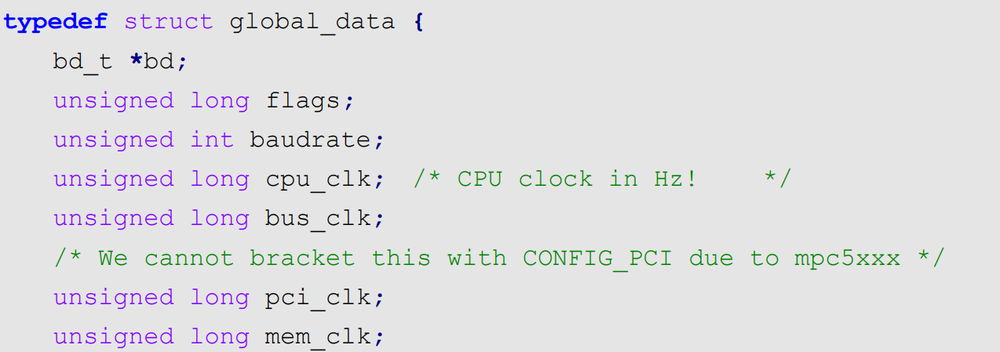 typedef struct global_data {
bd_t *bd;
unsigned long flags;
unsigned int baudrate;
unsigned long cpu_clk; /* CPU clock in Hz! */
unsigned long bus_clk;
/* We cannot bracket this with CONFIG_PCI due to mpc5xxx */
unsigned long pci_clk;
unsigned long mem_clk;